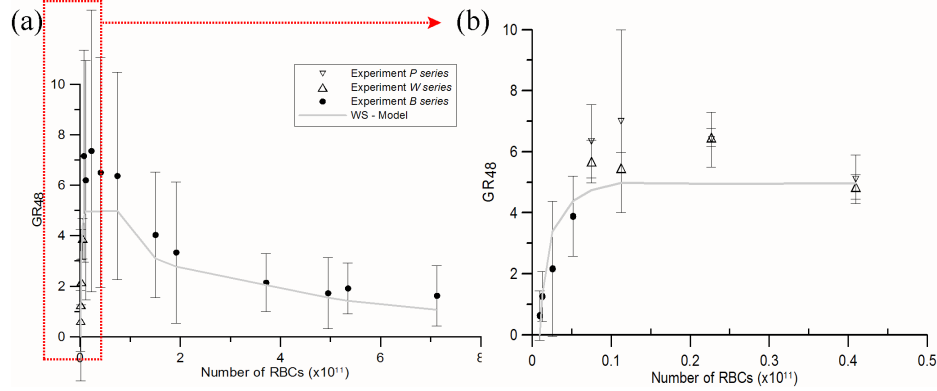 (a)
(b)
10
8
6
4
2
0
GR48
Experiment P series
Experiment W series
Experiment B series
WS - Model
0
2
4
6
8
Number of RBCs (x10¹¹)
10
8
6
4
2
0
GR48
0
0.1
0.2
0.3
0.4
0.5
Number of RBCs (x10¹¹)